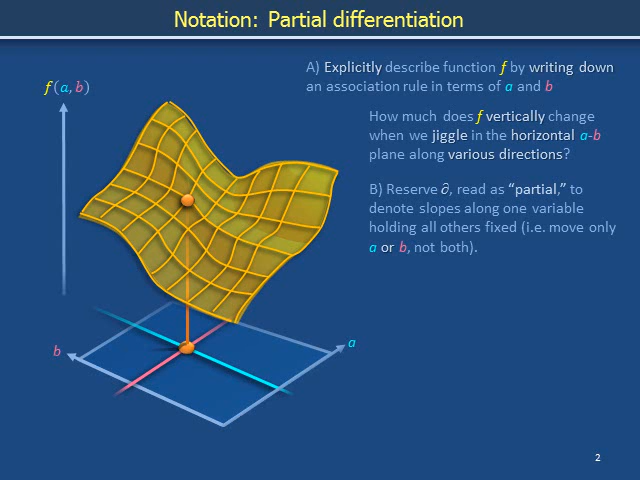 Notation: Partial differentiation
A) Explicitly describe function f by writing down
an association rule in terms of a and b
f(a,b)
How much does f vertically change
when we jiggle in the horizontal a-b
plane along various directions?
B) Reserve ∂, read as “partial,” to
denote slopes along one variable
holding all others fixed (i.e. move only
a or b, not both).
b
a
2